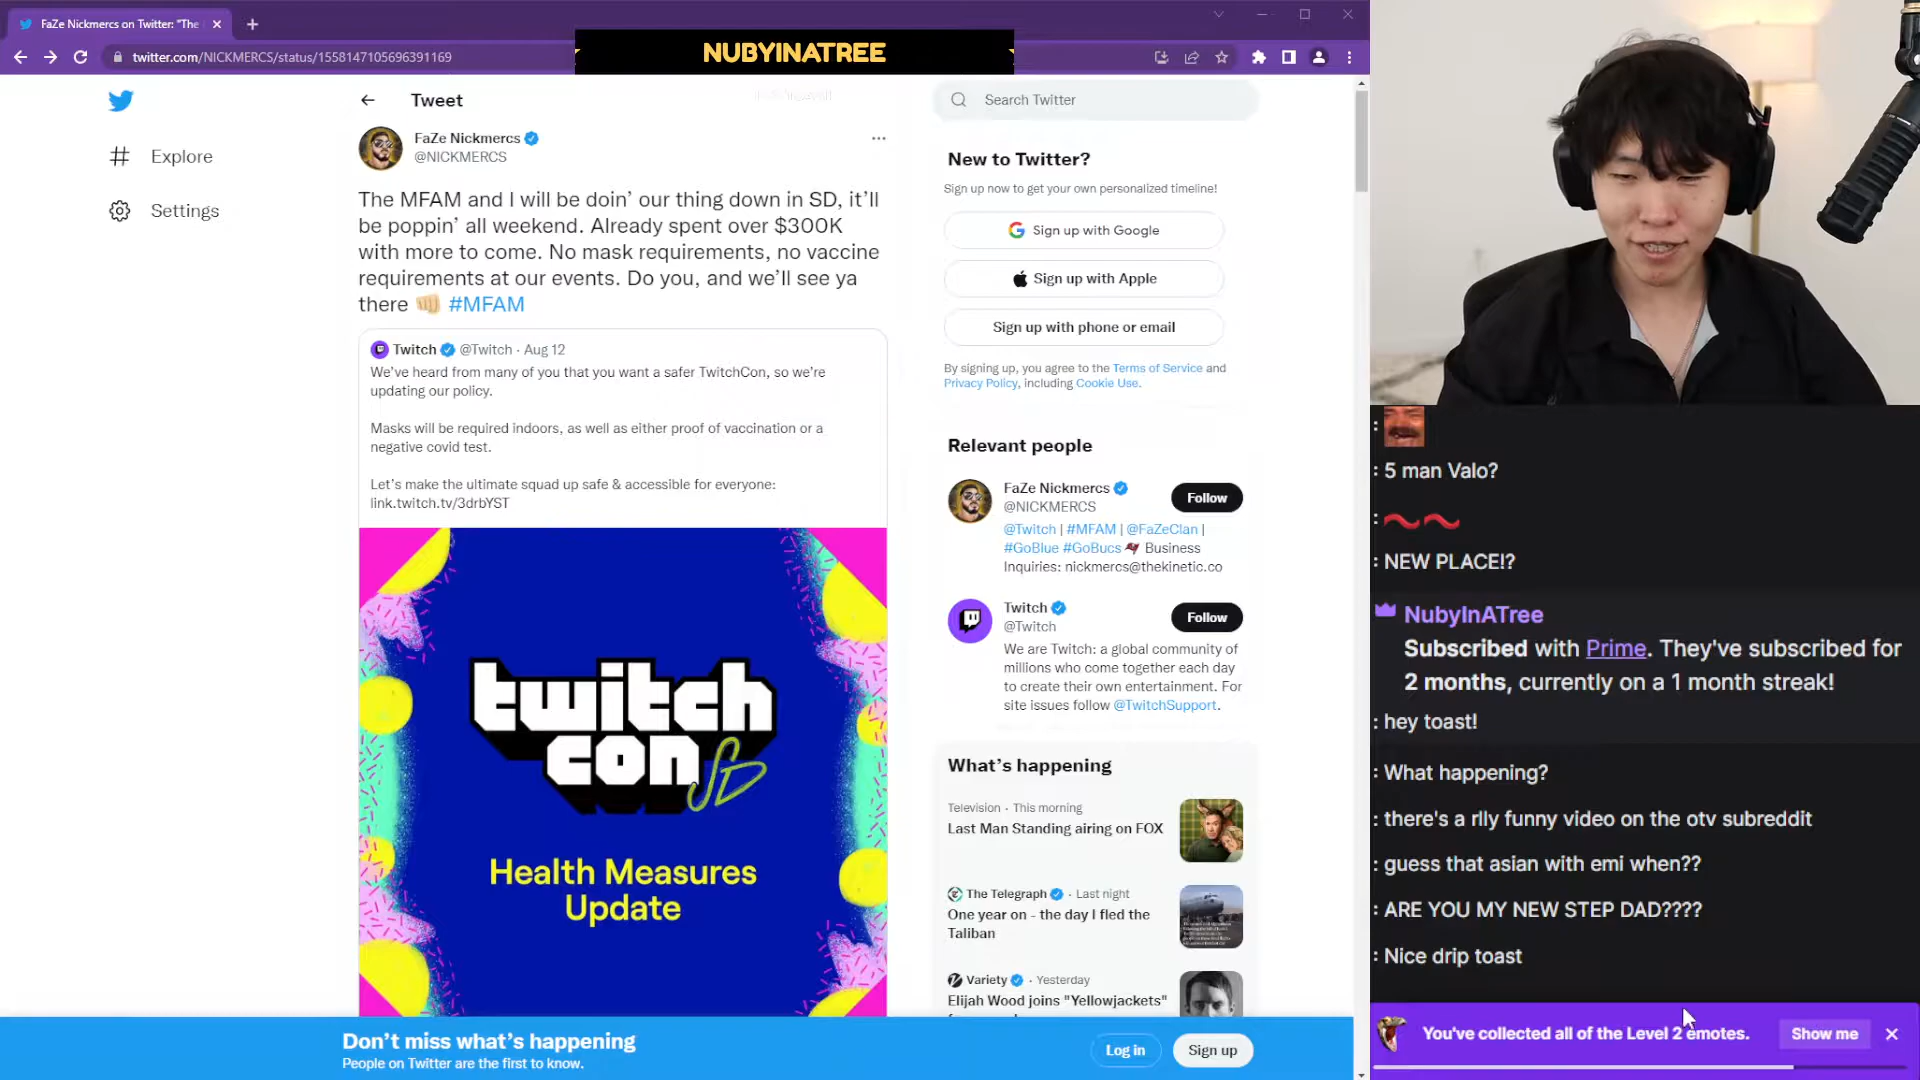 FaZe Nickmercs on Twitter: "The
twitter.com/NICKMERCS/status/1558147105696391169
NUBYINATREE
Explore
Settings
Tweet
FaZe Nickmercs
@NICKMERCS
The MFAM and I will be doin’ our thing down in SD, it’ll
be poppin’ all weekend. Already spent over $300K
with more to come. No mask requirements, no vaccine
requirements at our events. Do you, and we’ll see ya
there 👊🏼 #MFAM
Twitch @Twitch · Aug 12
We’ve heard from many of you that you want a safer TwitchCon, so we’re
updating our policy.
Masks will be required indoors, as well as either proof of vaccination or a
negative covid test.
Let’s make the ultimate squad up safe & accessible for everyone:
link.twitch.tv/3drbYST
twitch
con SD
Health Measures
Update
Search Twitter
New to Twitter?
Sign up now to get your own personalized timeline!
Sign up with Google
Sign up with Apple
Sign up with phone or email
By signing up, you agree to the Terms of Service and
Privacy Policy, including Cookie Use.
Relevant people
FaZe Nickmercs
@NICKMERCS
Follow
@Twitch | #MFAM | @FaZeClan |
#GoBlue #GoBucs Business
Inquiries: nickmercs@thekinetic.co
Twitch
@Twitch
Follow
We are Twitch: a global community of
millions who come together each day
to create their own entertainment. For
site issues follow @TwitchSupport.
What’s happening
Television · This morning
Last Man Standing airing on FOX
The Telegraph · Last night
One year on - the day I fled the
Taliban
Variety · Yesterday
Elijah Wood joins "Yellowjackets"
Don’t miss what’s happening
People on Twitter are the first to know.
Log in
Sign up
:
: 5 man Valo?
:
: NEW PLACE!?
NubyInATree
Subscribed with Prime. They've subscribed for
2 months, currently on a 1 month streak!
: hey toast!
: What happening?
: there's a rlly funny video on the otv subreddit
: guess that asian with emi when??
: ARE YOU MY NEW STEP DAD????
: Nice drip toast
You've collected all of the Level 2 emotes.
Show me